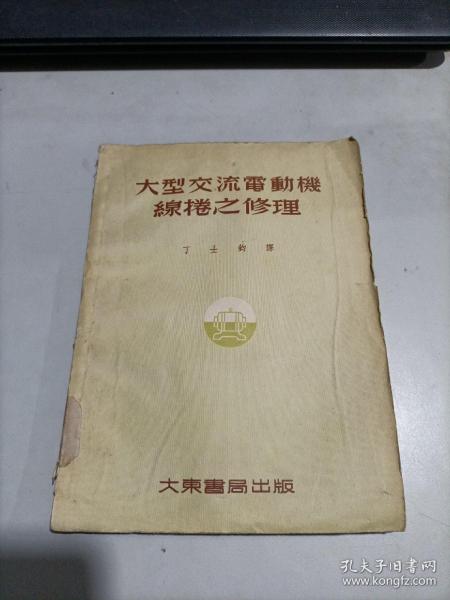 大型交流電動機
線捲之修理
丁士鈞譯
大東書局出版
孔夫子旧书网
www.kongfz.com